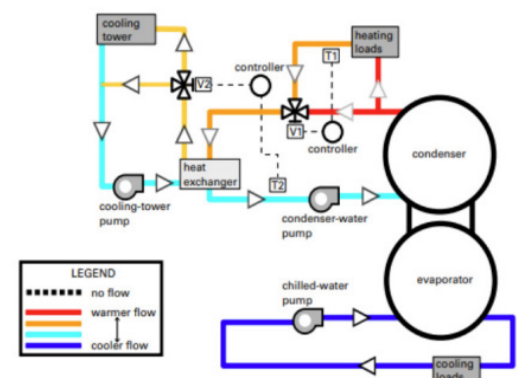 cooling
tower
heating
loads
T1
controller
V2
V1
controller
condenser
heat
exchanger
T2
cooling-tower
pump
condenser-water
pump
evaporator
LEGEND
no flow
warmer flow
cooler flow
chilled-water
pump
cooling
loads